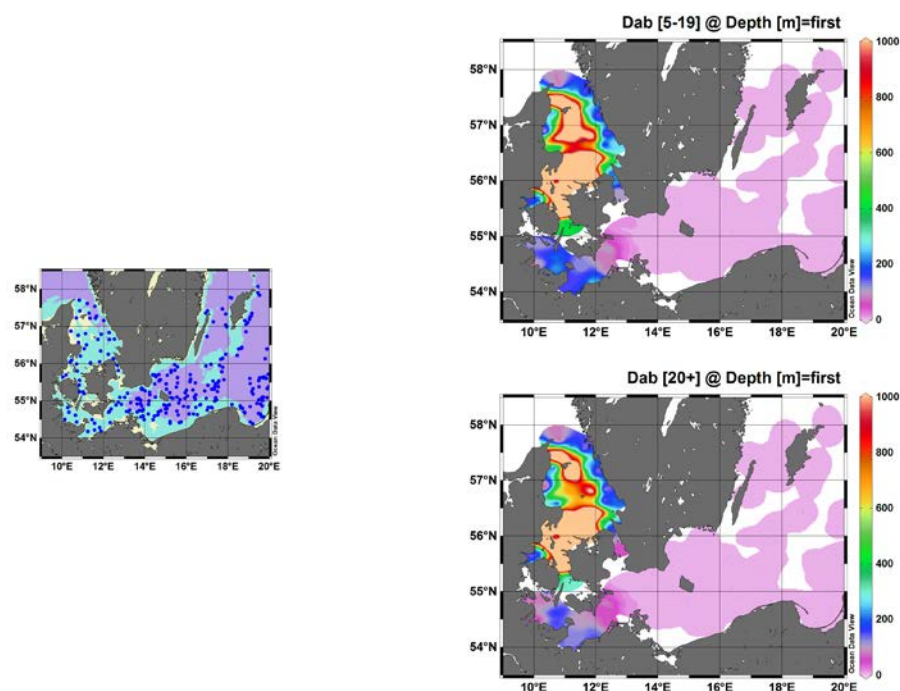 Dab [5-19] @ Depth [m]=first
58°N
57°N
56°N
55°N
54°N
10°E 12°E 14°E 16°E 18°E 20°E
1000
800
600
400
200
0
Ocean Data View
58°N
57°N
56°N
55°N
54°N
10°E 12°E 14°E 16°E 18°E 20°E
Ocean Data View
Dab [20+] @ Depth [m]=first
58°N
57°N
56°N
55°N
54°N
10°E 12°E 14°E 16°E 18°E 20°E
1000
800
600
400
200
0
Ocean Data View